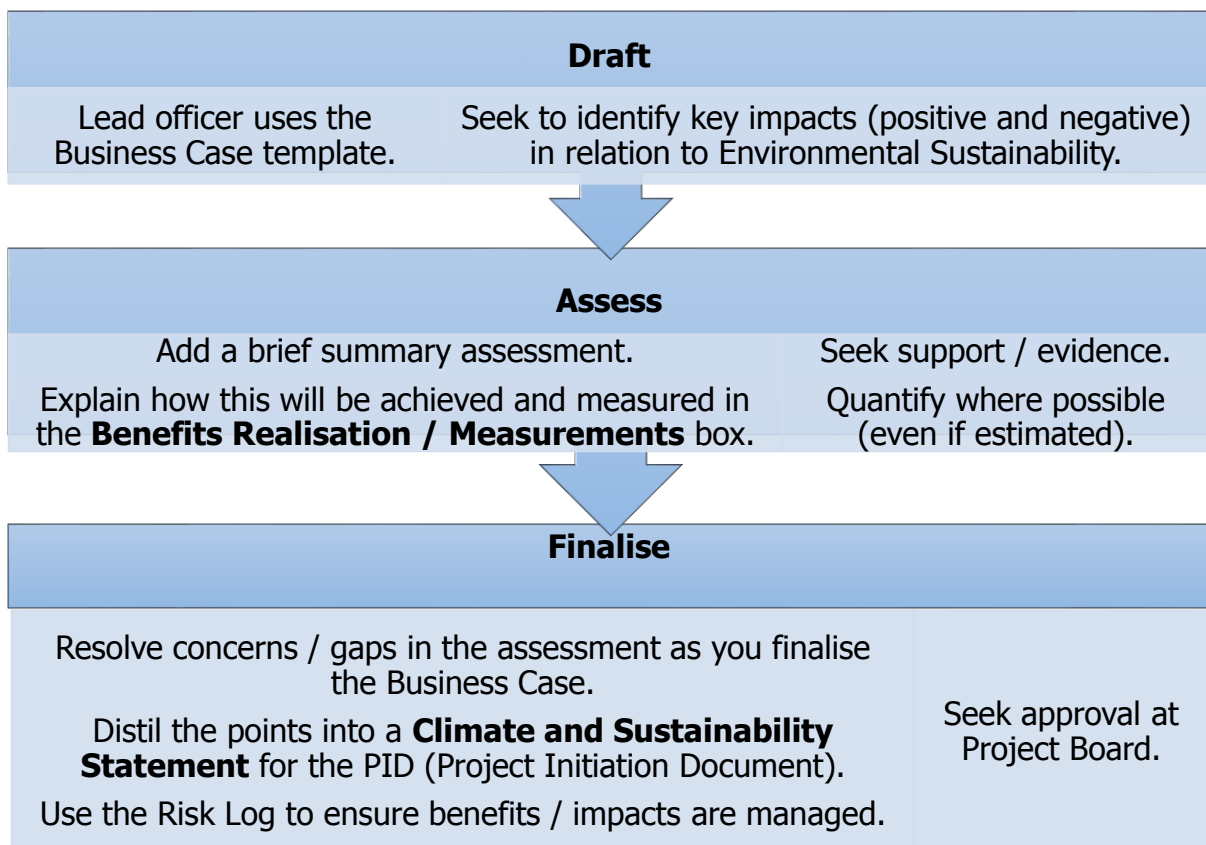 Draft
Lead officer uses the
Business Case template.
Seek to identify key impacts (positive and negative)
in relation to Environmental Sustainability.
Assess
Add a brief summary assessment.
Explain how this will be achieved and measured in
the Benefits Realisation / Measurements box.
Seek support / evidence.
Quantify where possible
(even if estimated).
Finalise
Resolve concerns / gaps in the assessment as you finalise
the Business Case.
Distil the points into a Climate and Sustainability
Statement for the PID (Project Initiation Document).
Use the Risk Log to ensure benefits / impacts are managed.
Seek approval at
Project Board.